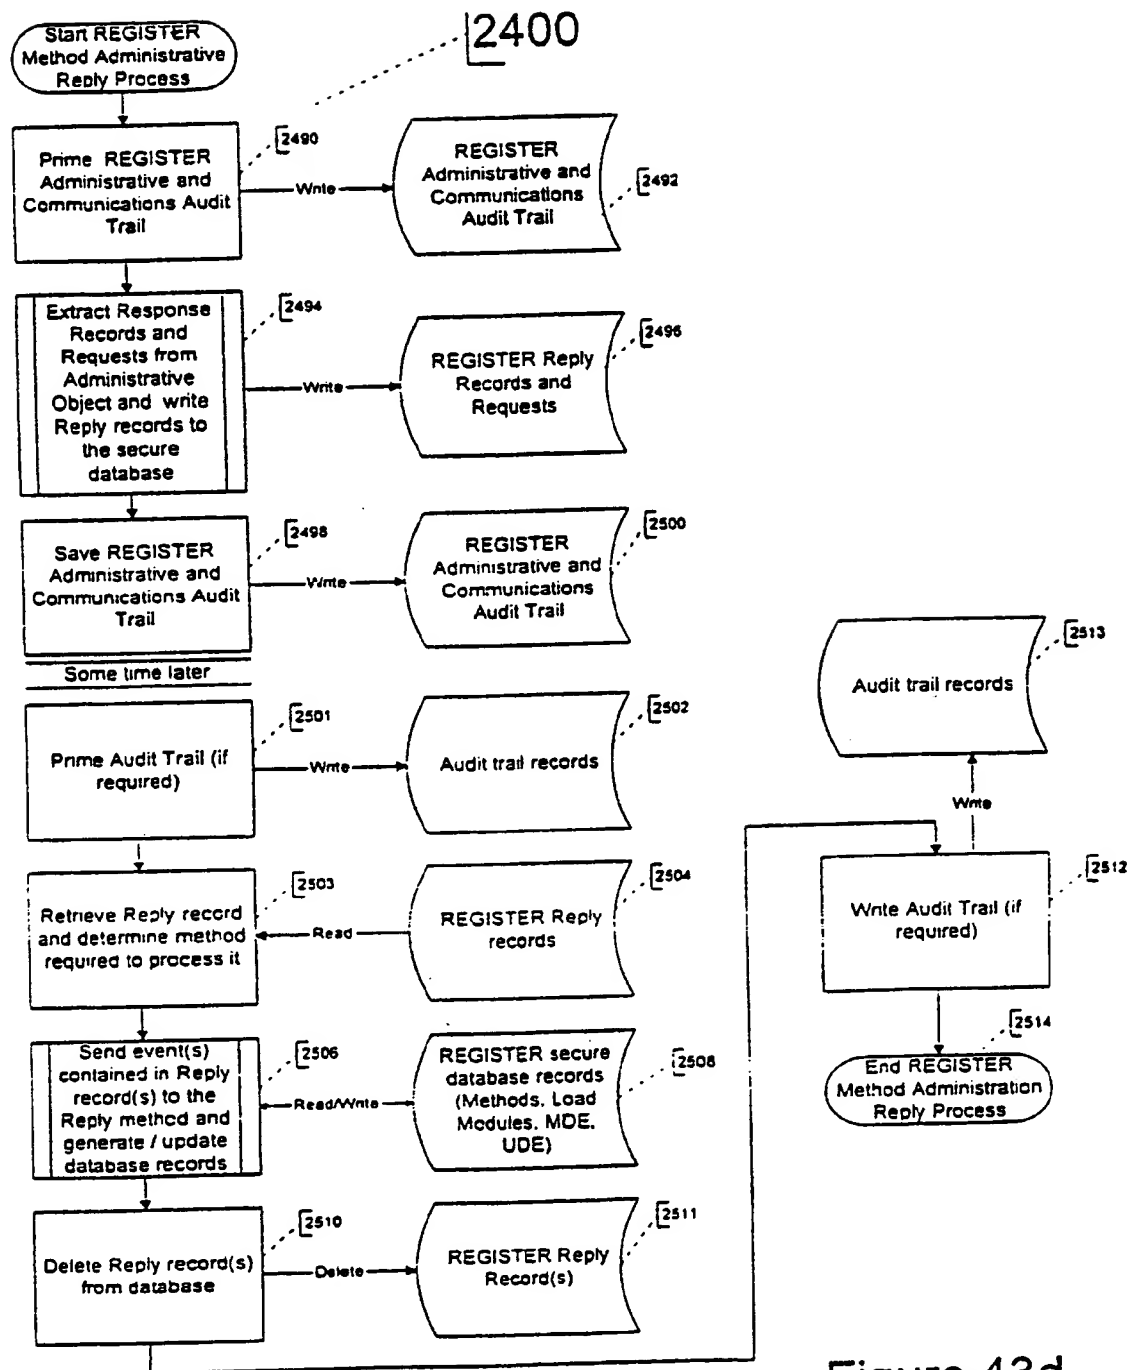 Start REGISTER
Method Administrative
Reply Process
2400
Prime REGISTER
Administrative and
Communications Audit
Trail
2490
Write
REGISTER
Administrative and
Communications
Audit Trail
2492
Extract Response
Records and
Requests from
Administrative
Object and write
Reply records to
the secure
database
2494
Write
REGISTER Reply
Records and
Requests
2496
Save REGISTER
Administrative and
Communications Audit
Trail
2498
Write
REGISTER
Administrative and
Communications
Audit Trail
2500
Some time later
Prime Audit Trail (if
required)
2501
Write
Audit trail records
2502
Retrieve Reply record
and determine method
required to process it
2503
Read
REGISTER Reply
records
2504
Send event(s)
contained in Reply
record(s) to the
Reply method and
generate / update
database records
2506
Read/Write
REGISTER secure
database records
(Methods, Load
Modules, MDE,
UDE)
2508
Delete Reply record(s)
from database
2510
Delete
REGISTER Reply
Record(s)
2511
Audit trail records
2513
Write
Write Audit Trail (if
required)
2512
2514
End REGISTER
Method Administration
Reply Process
Figure 43d